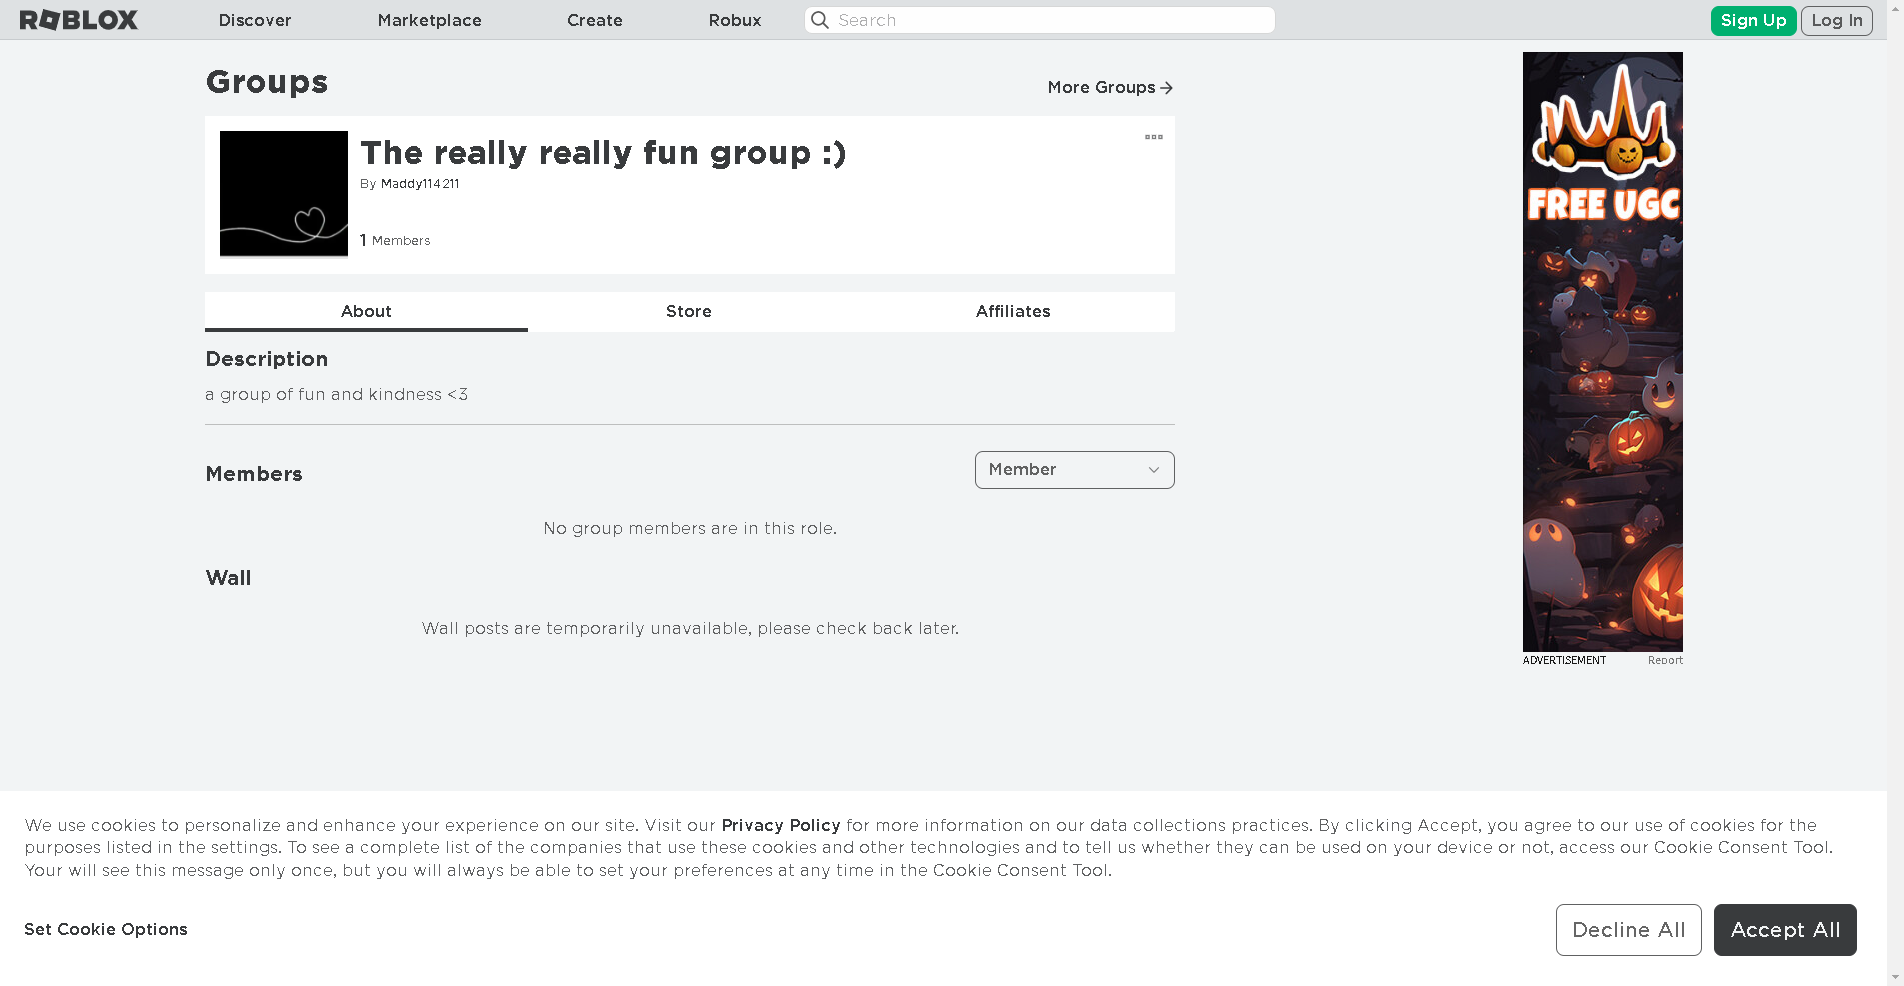 ROBLOX Discover Marketplace Create Robux Search Sign Up Log In
Groups
More Groups
The really really fun group :)
By Maddy114211
1 Members
About Store Affiliates
Description
a group of fun and kindness <3
Members
Member
No group members are in this role.
Wall
Wall posts are temporarily unavailable, please check back later.
FREE UGC
ADVERTISEMENT Report
We use cookies to personalize and enhance your experience on our site. Visit our Privacy Policy for more information on our data collections practices. By clicking Accept, you agree to our use of cookies for the
purposes listed in the settings. To see a complete list of the companies that use these cookies and other technologies and to tell us whether they can be used on your device or not, access our Cookie Consent Tool.
Your will see this message only once, but you will always be able to set your preferences at any time in the Cookie Consent Tool.
Set Cookie Options
Decline All
Accept All